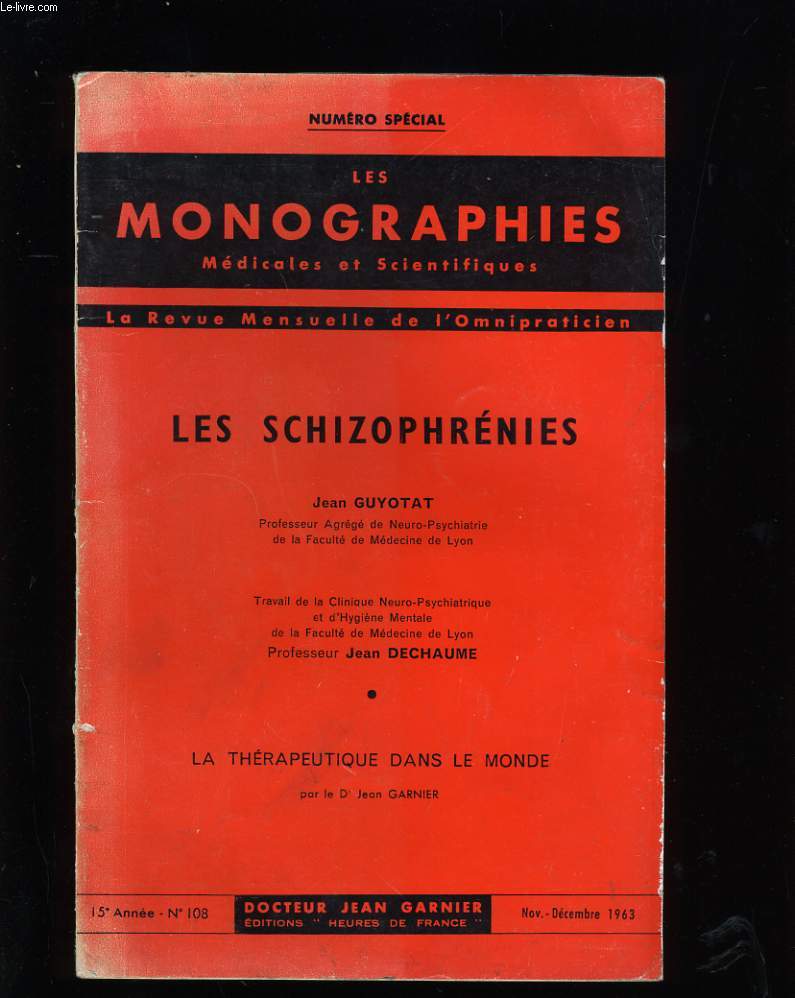 Le-livre.com
NUMÉRO SPÉCIAL
LES
MONOGRAPHIES
Médicales et Scientifiques
La Revue Mensuelle de l'Omnipraticien
LES SCHIZOPHRÉNIES
Jean GUYOTAT
Professeur Agrégé de Neuro-Psychiatrie
de la Faculté de Médecine de Lyon
Travail de la Clinique Neuro-Psychiatrique
et d'Hygiène Mentale
de la Faculté de Médecine de Lyon
Professeur Jean DECHAUME
LA THÉRAPEUTIQUE DANS LE MONDE
par le Dr Jean GARNIER
15e Année - N° 108
DOCTEUR JEAN GARNIER
ÉDITIONS " HEURES DE FRANCE "
Nov.-Décembre 1963